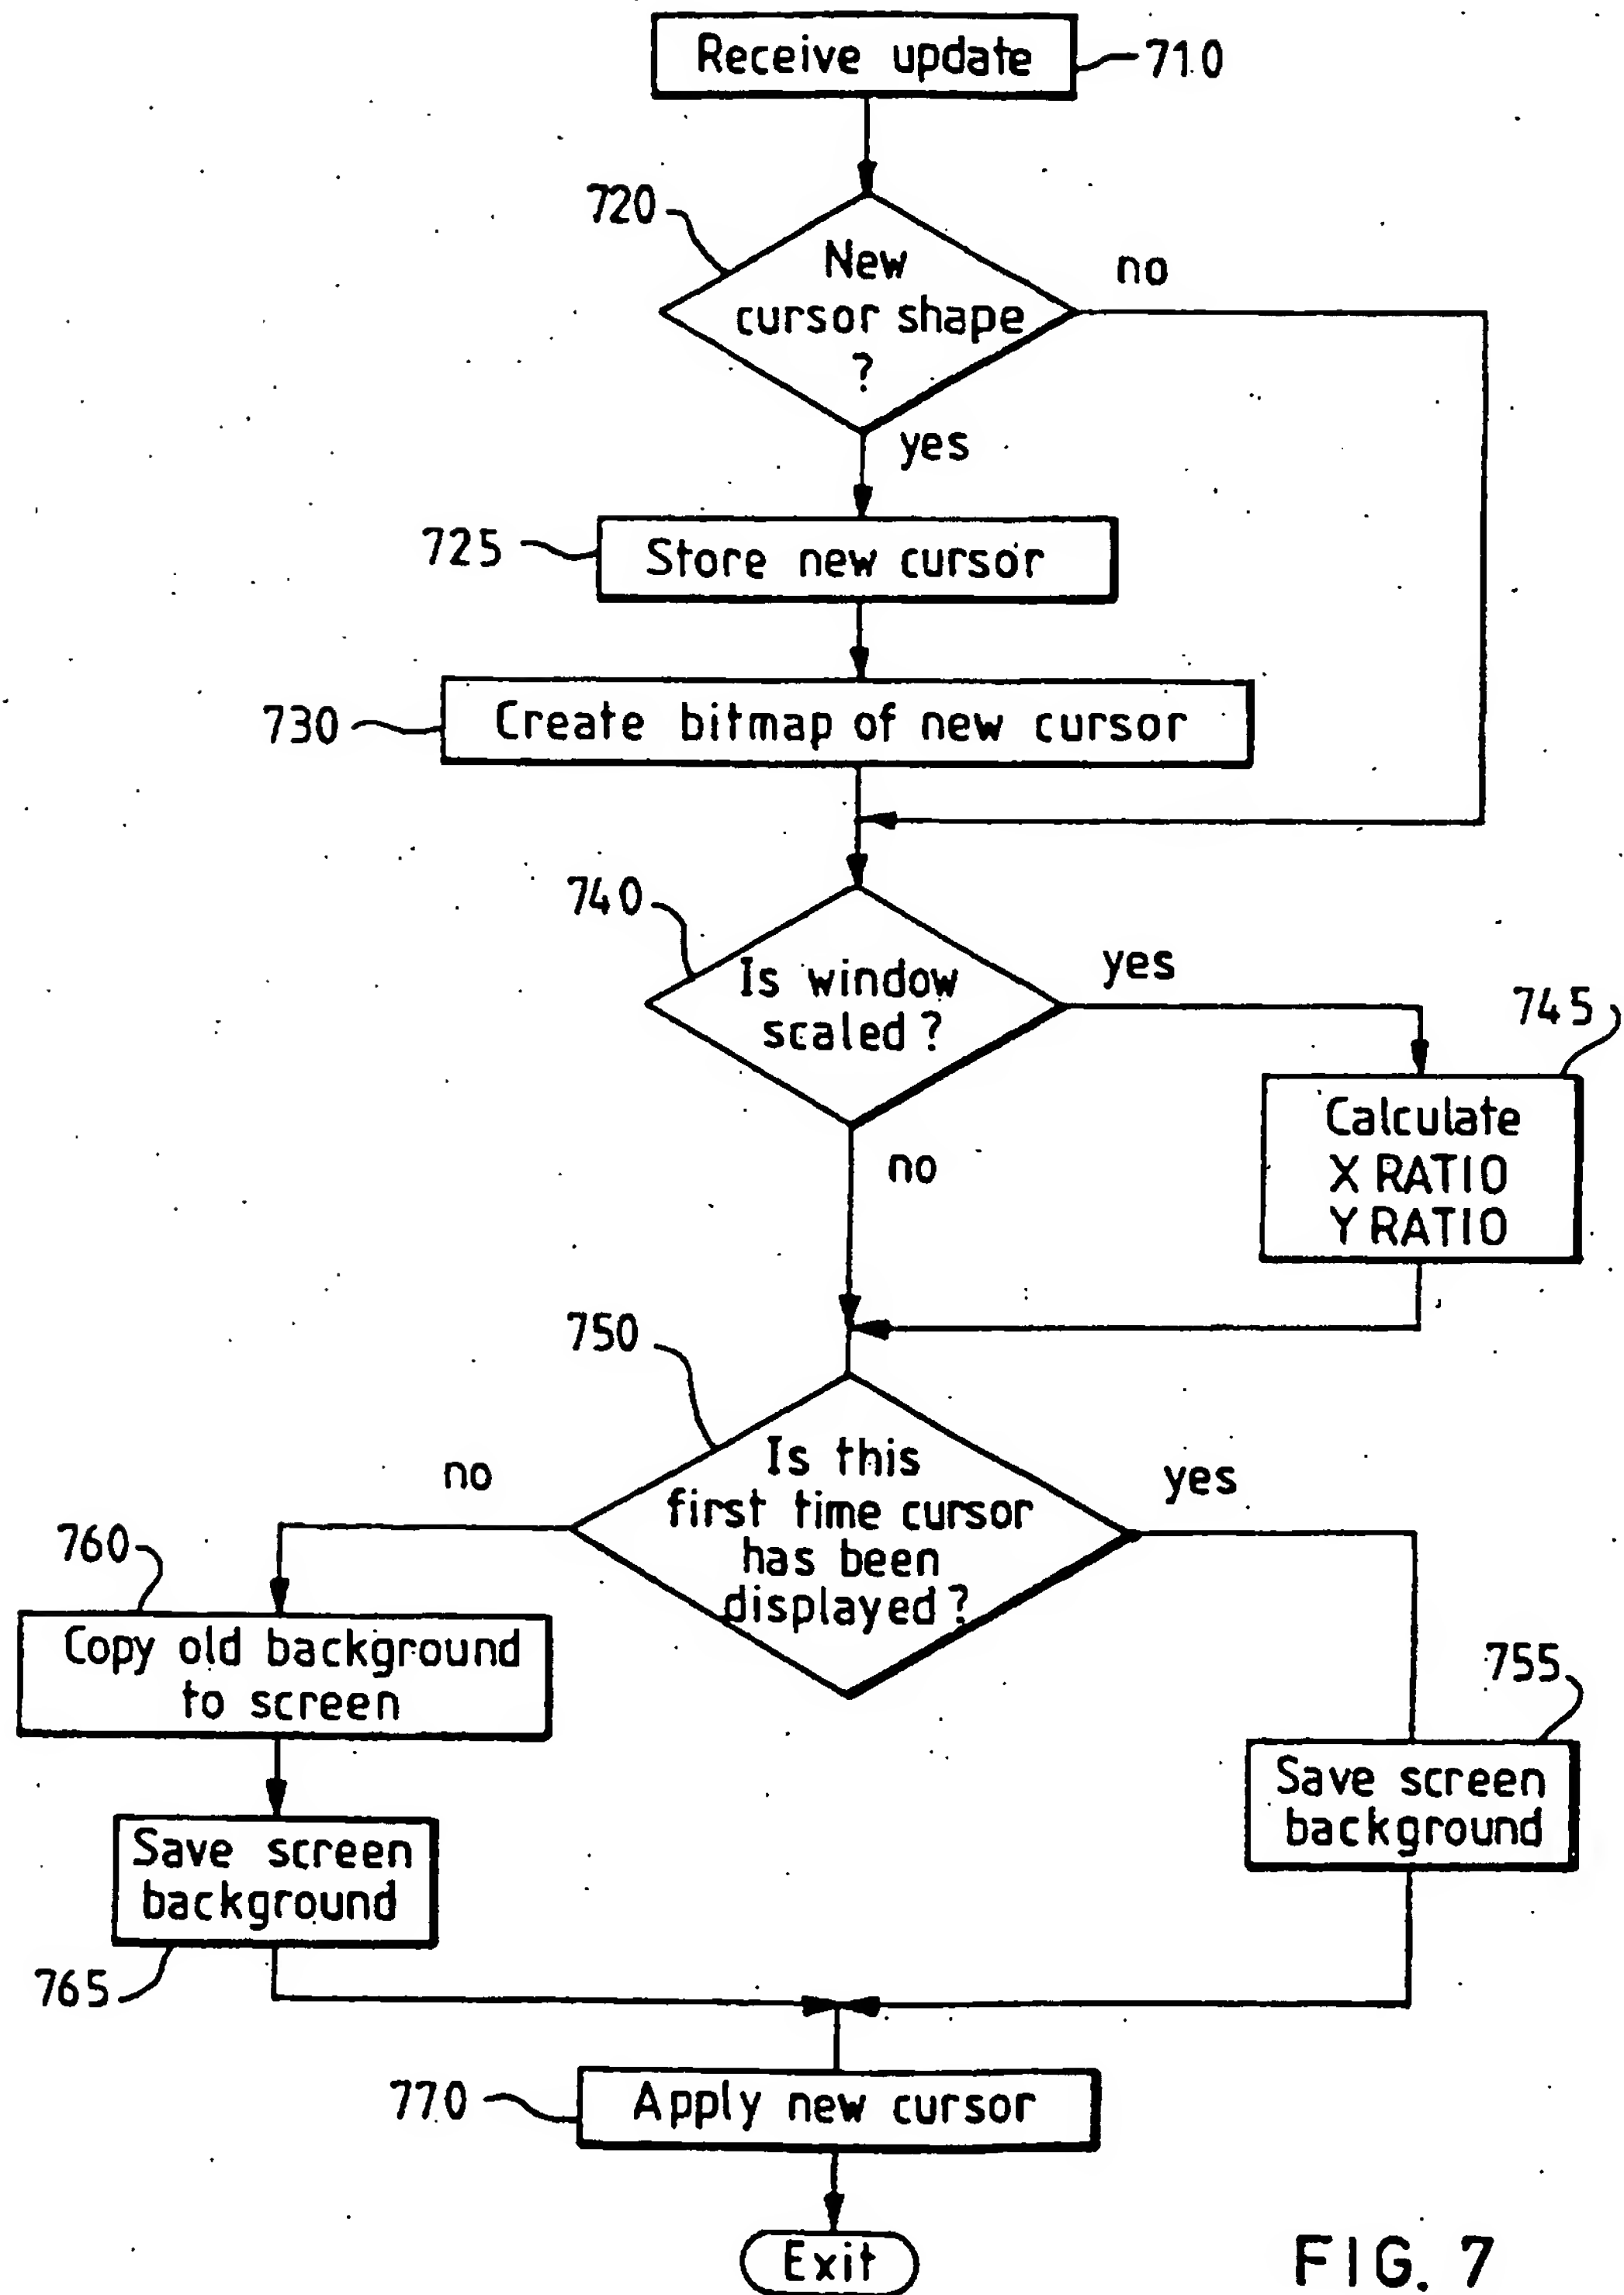 Receive update
710
720
New
cursor shape
?
no
yes
725
Store new cursor
730
Create bitmap of new cursor
740
Is window
scaled?
yes
745
Calculate
X RATIO
Y RATIO
no
750
Is this
first time cursor
has been
displayed?
no
yes
760
Copy old background
to screen
755
Save screen
background
Save screen
background
765
770
Apply new cursor
Exit
FIG. 7